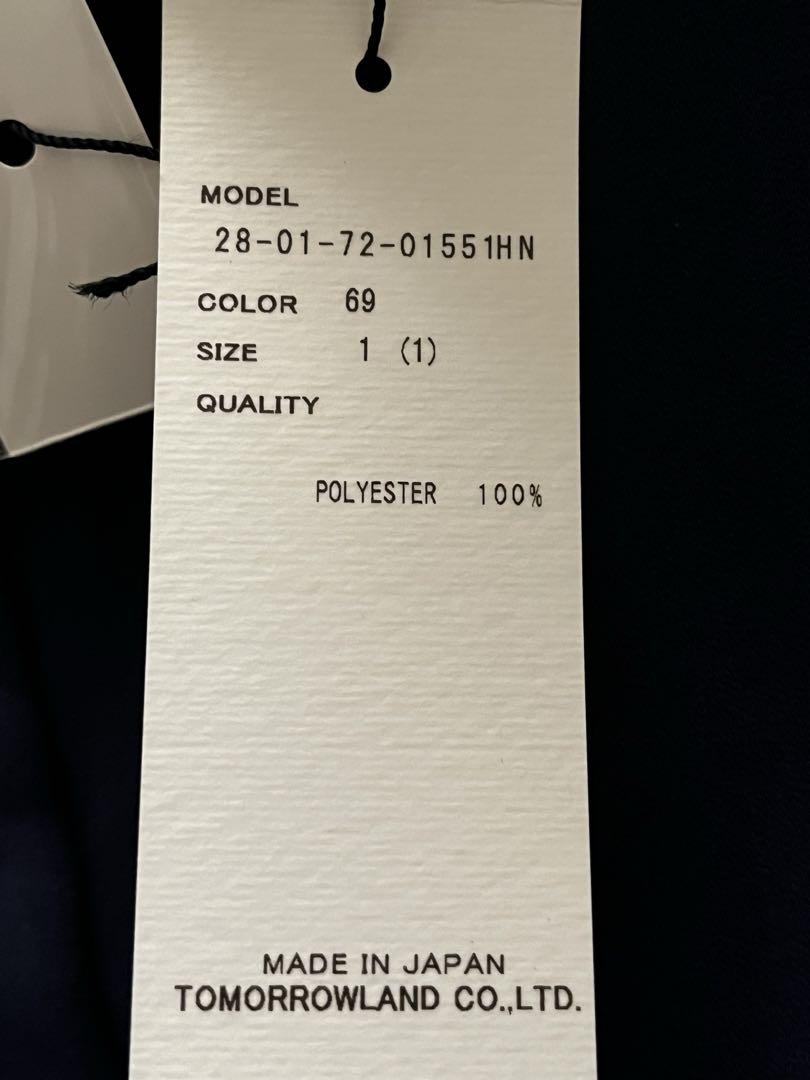 MODEL
28-01-72-01551HN
COLOR 69
SIZE 1 (1)
QUALITY
POLYESTER 100%
MADE IN JAPAN
TOMORROWLAND CO.,LTD.